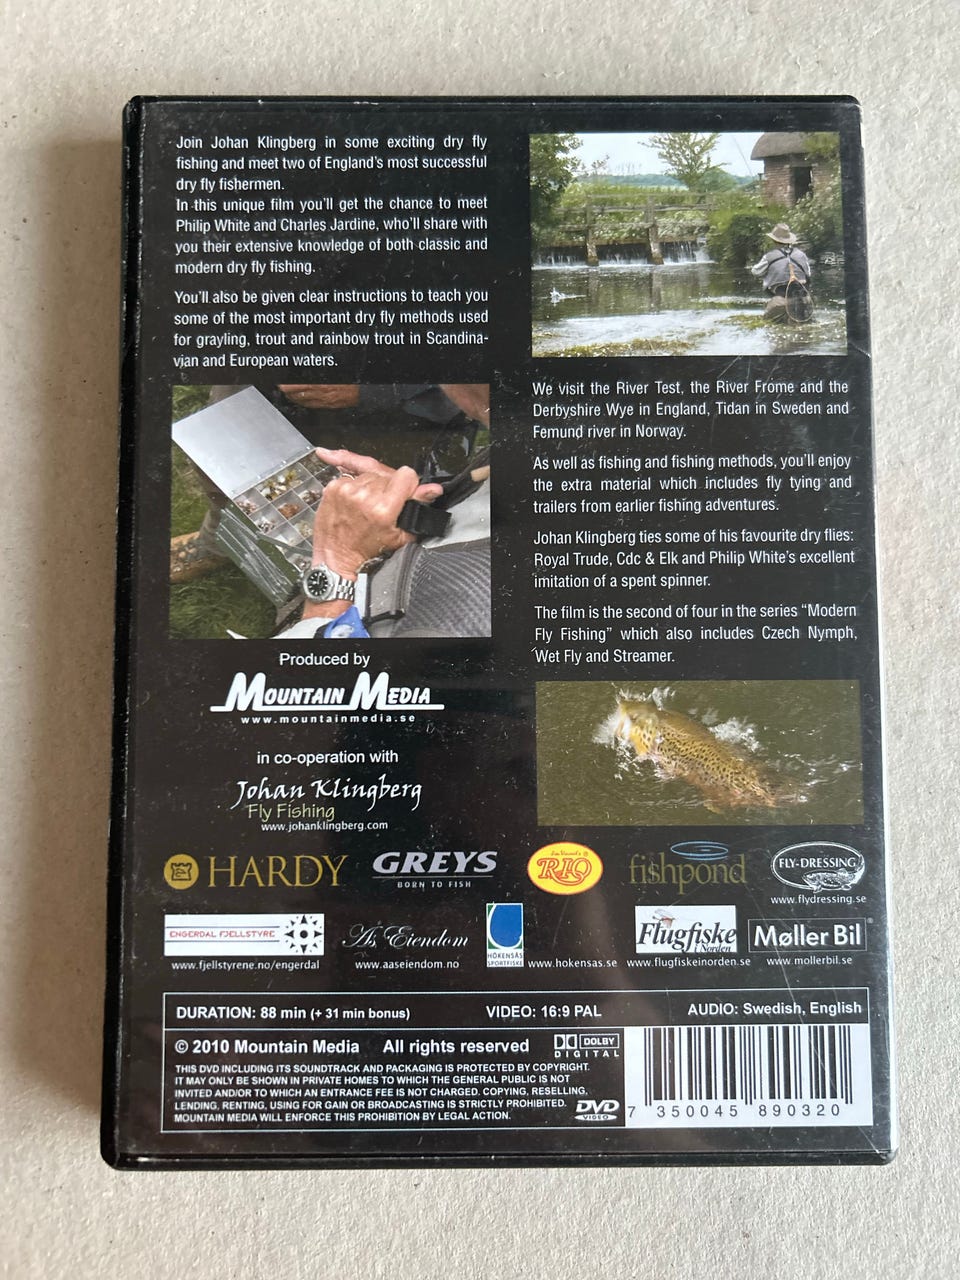 Join Johan Klingberg in some exciting dry fly
fishing and meet two of England's most successful
dry fly fishermen.
In this unique film you'll get the chance to meet
Philip White and Charles Jardine, who'll share with
you their extensive knowledge of both classic and
modern dry fly fishing.
You'll also be given clear instructions to teach you
some of the most important dry fly methods used
for grayling, trout and rainbow trout in Scandina-
vian and European waters.
We visit the River Test, the River Frome and the
Derbyshire Wye in England, Tidan in Sweden and
Femund river in Norway.
As well as fishing and fishing methods, you'll enjoy
the extra material which includes fly tying and
trailers from earlier fishing adventures.
Johan Klingberg ties some of his favourite dry flies:
Royal Trude, Cdc & Elk and Philip White's excellent
imitation of a spent spinner.
The film is the second of four in the series "Modern
Fly Fishing" which also includes Czech Nymph,
Wet Fly and Streamer.
Produced by
MOUNTAIN MEDIA
www.mountainmedia.se
in co-operation with
Johan Klingberg
Fly Fishing
www.johanklingberg.com
HARDY
GREYS
BORN TO FISH
RIO
fishpond
FLY-DRESSING
www.flydressing.se
ENGERDAL FJELLSTYRE
www.fjellstyrene.no/engerdal
Ås Eiendom
www.aaseiendom.no
HÖKENSÅS
SPORTFISKE
www.hokensas.se
Flugfiske
i Norden
www.flugfiskeinorden.se
Møller Bil
www.mollerbil.se
DURATION: 88 min (+ 31 min bonus)
VIDEO: 16:9 PAL
AUDIO: Swedish, English
© 2010 Mountain Media All rights reserved
DOLBY
DIGITAL
THIS DVD INCLUDING ITS SOUNDTRACK AND PACKAGING IS PROTECTED BY COPYRIGHT.
IT MAY ONLY BE SHOWN IN PRIVATE HOMES TO WHICH THE GENERAL PUBLIC IS NOT
INVITED AND/OR TO WHICH AN ENTRANCE FEE IS NOT CHARGED. COPYING, RESELLING,
LENDING, RENTING, USING FOR GAIN OR BROADCASTING IS STRICTLY PROHIBITED.
MOUNTAIN MEDIA WILL ENFORCE THIS PROHIBITION BY LEGAL ACTION.
DVD
VIDEO
7 350045 890320